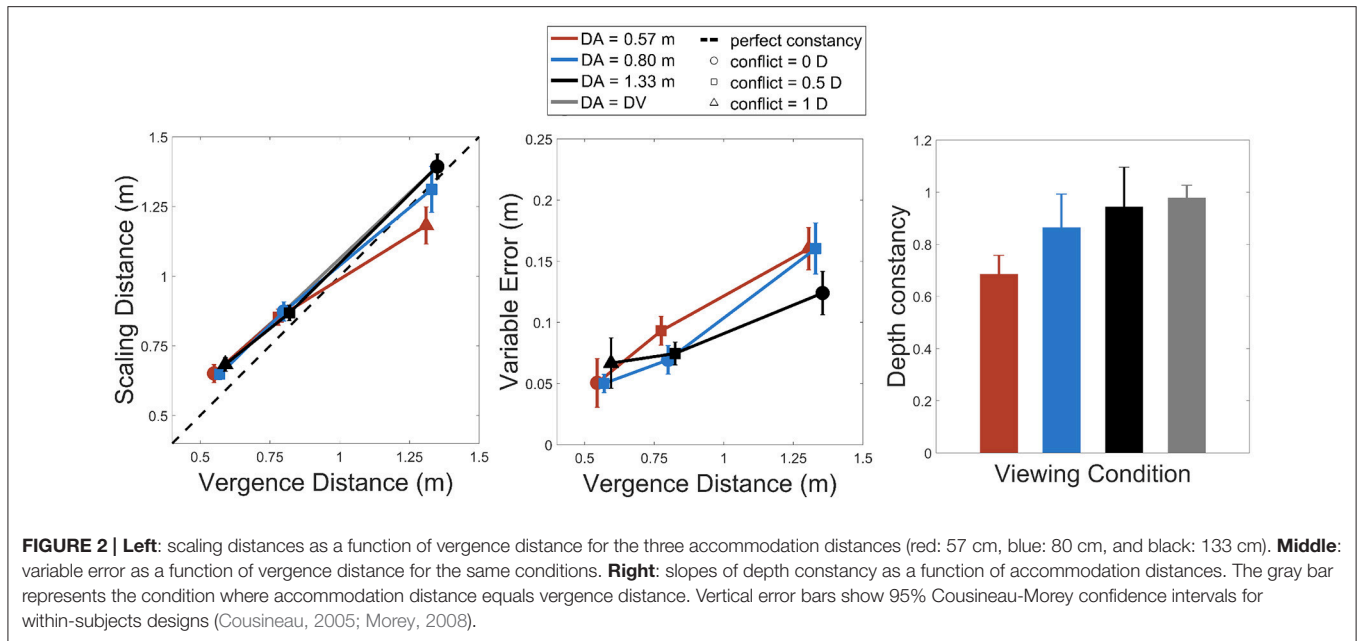 DA = 0.57 m
DA = 0.80 m
DA = 1.33 m
DA = DV
perfect constancy
conflict = 0 D
conflict = 0.5 D
conflict = 1 D
Scaling Distance (m)
1.5
1.25
1
0.75
0.5
0.5 0.75 1 1.25 1.5
Vergence Distance (m)
Variable Error (m)
0.25
0.2
0.15
0.1
0.05
0
0.5 0.75 1 1.25 1.5
Vergence Distance (m)
Depth constancy
1.2
1
0.8
0.6
0.4
0.2
0
Viewing Condition
FIGURE 2 | Left: scaling distances as a function of vergence distance for the three accommodation distances (red: 57 cm, blue: 80 cm, and black: 133 cm). Middle:
variable error as a function of vergence distance for the same conditions. Right: slopes of depth constancy as a function of accommodation distances. The gray bar
represents the condition where accommodation distance equals vergence distance. Vertical error bars show 95% Cousineau-Morey confidence intervals for
within-subjects designs (Cousineau, 2005; Morey, 2008).